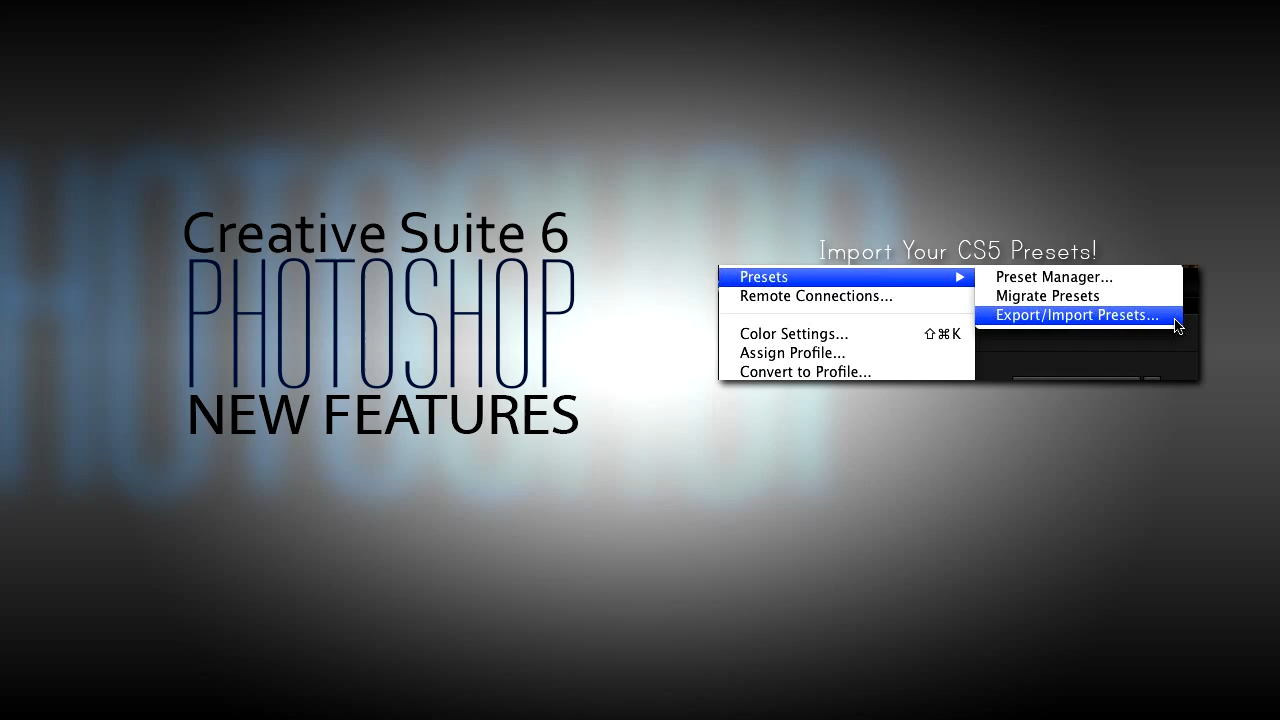 Creative Suite 6
PHOTOSHOP
NEW FEATURES
Import Your CS5 Presets!
Presets ▶
Remote Connections...
Color Settings... ⇧⌘K
Assign Profile...
Convert to Profile...
Preset Manager...
Migrate Presets
Export/Import Presets...
PHOTOSHOP